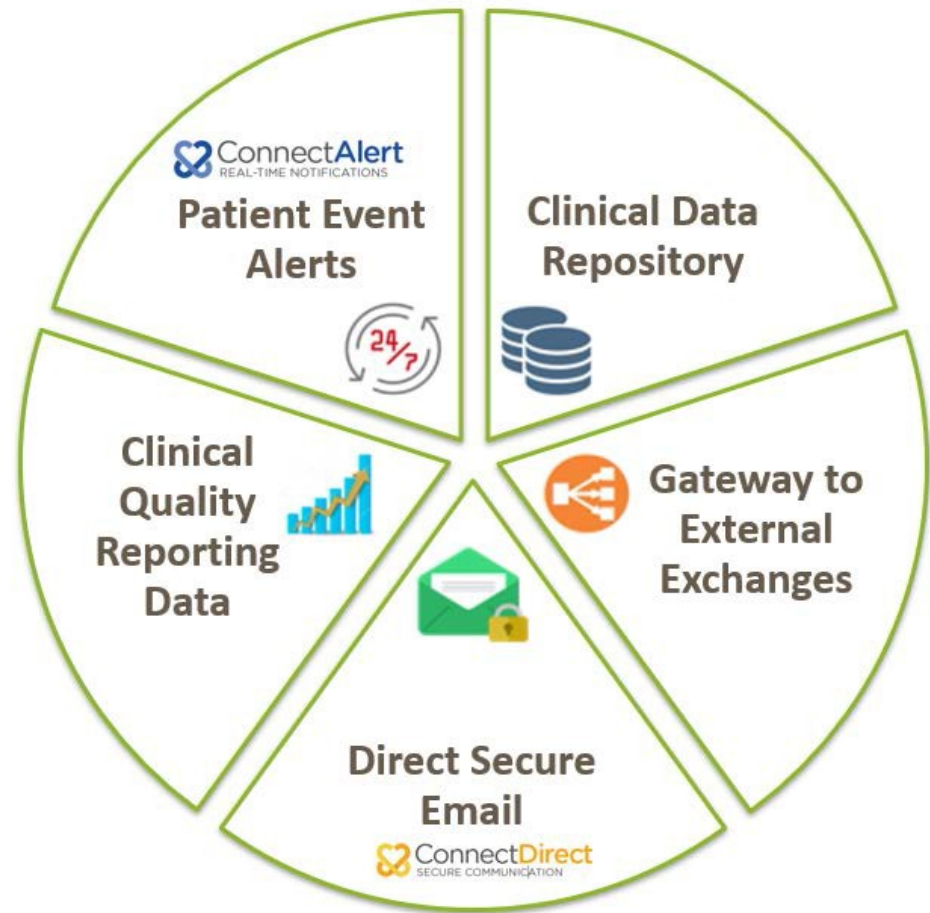 ConnectAlert
REAL-TIME NOTIFICATIONS
Patient Event
Alerts
24/7
Clinical Data
Repository
Gateway to
External
Exchanges
Direct Secure
Email
ConnectDirect
SECURE COMMUNICATION
Clinical
Quality
Reporting
Data